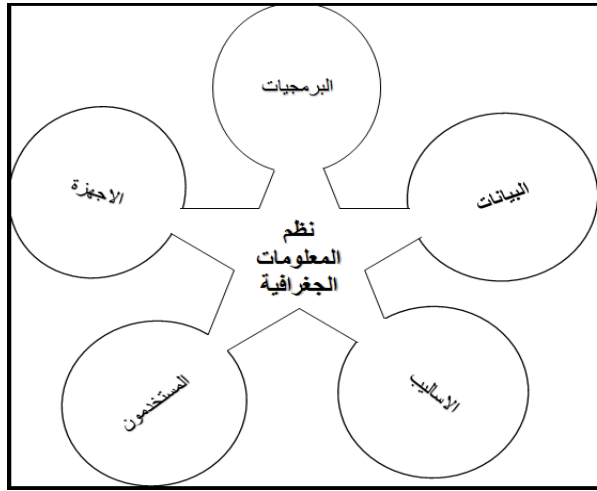 البرمجيات
الاجهزة
البيانات
نظم
المعلومات
الجغرافية
المستخدمون
الاساليب